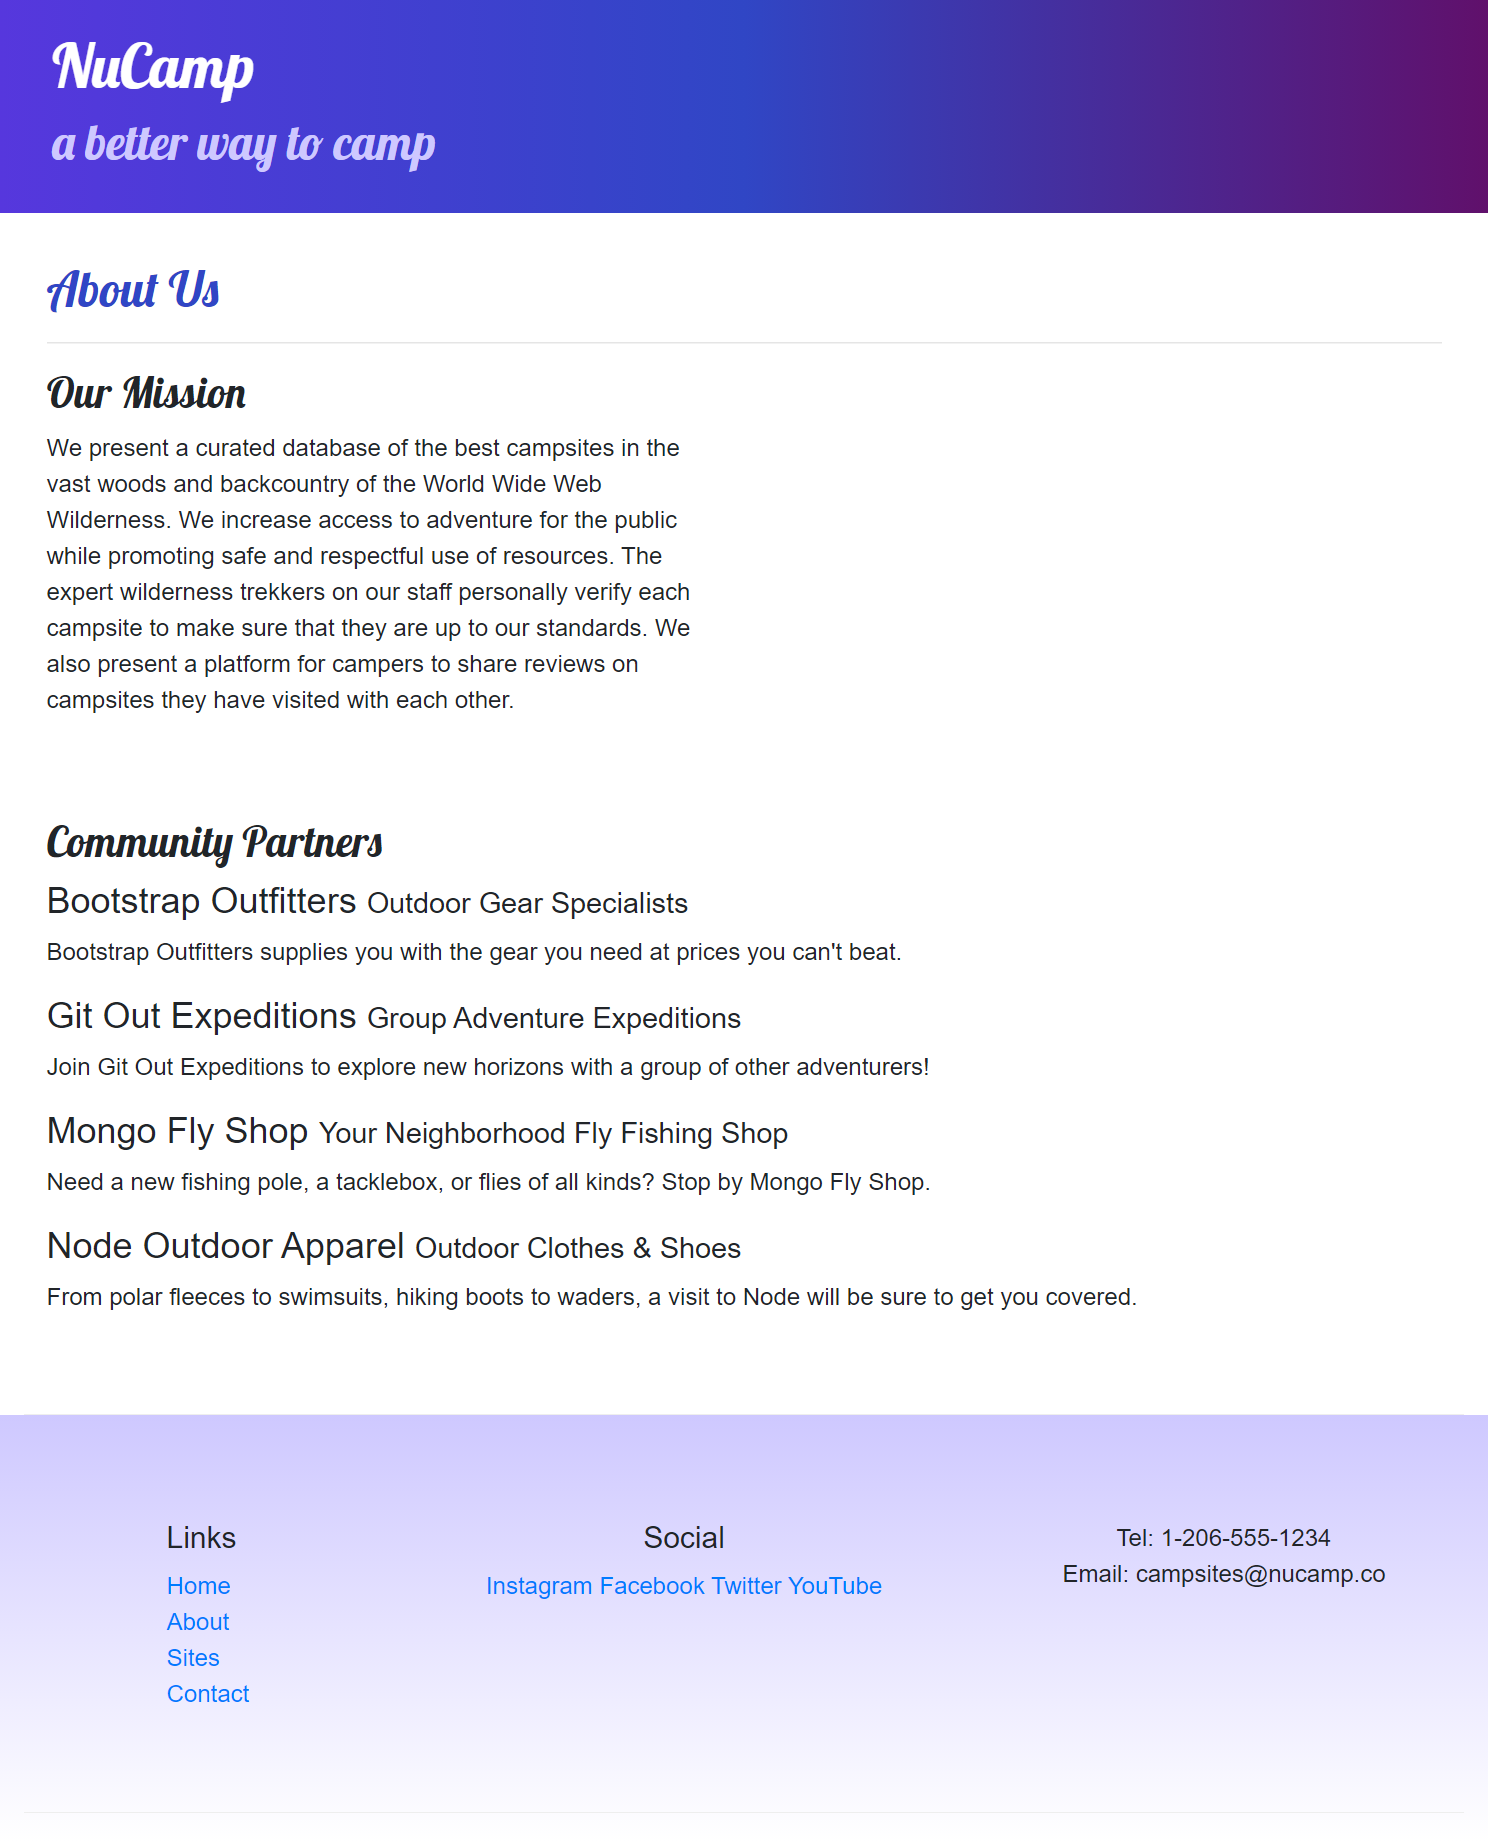 NuCamp
a better way to camp
About Us
Our Mission
We present a curated database of the best campsites in the
vast woods and backcountry of the World Wide Web
Wilderness. We increase access to adventure for the public
while promoting safe and respectful use of resources. The
expert wilderness trekkers on our staff personally verify each
campsite to make sure that they are up to our standards. We
also present a platform for campers to share reviews on
campsites they have visited with each other.
Community Partners
Bootstrap Outfitters Outdoor Gear Specialists
Bootstrap Outfitters supplies you with the gear you need at prices you can't beat.
Git Out Expeditions Group Adventure Expeditions
Join Git Out Expeditions to explore new horizons with a group of other adventurers!
Mongo Fly Shop Your Neighborhood Fly Fishing Shop
Need a new fishing pole, a tacklebox, or flies of all kinds? Stop by Mongo Fly Shop.
Node Outdoor Apparel Outdoor Clothes & Shoes
From polar fleeces to swimsuits, hiking boots to waders, a visit to Node will be sure to get you covered.
Links
Home
About
Sites
Contact
Social
Instagram Facebook Twitter YouTube
Tel: 1-206-555-1234
Email: campsites@nucamp.co